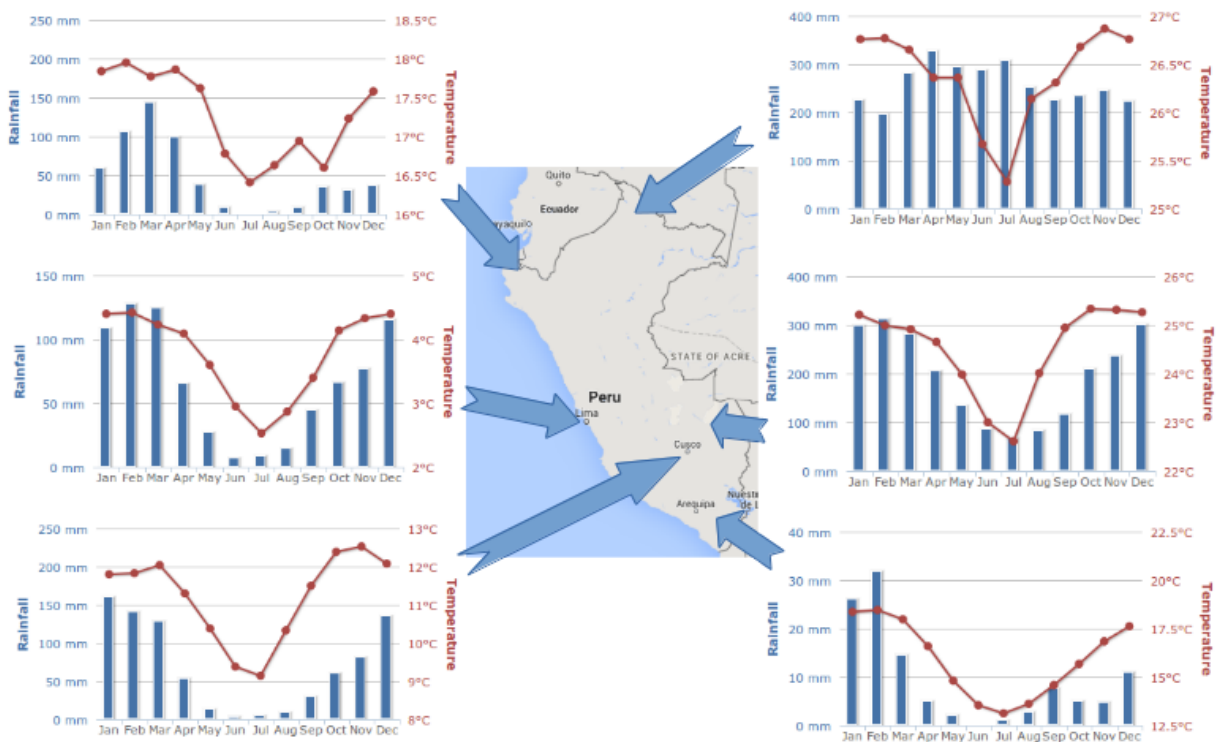 250 mm
200 mm
150 mm
100 mm
50 mm
0 mm
Rainfall
18.5°C
18°C
17.5°C
17°C
16.5°C
16°C
Temperature
Jan Feb Mar Apr May Jun Jul Aug Sep Oct Nov Dec
150 mm
100 mm
50 mm
0 mm
Rainfall
5°C
4°C
3°C
2°C
Temperature
Jan Feb Mar Apr May Jun Jul Aug Sep Oct Nov Dec
250 mm
200 mm
150 mm
100 mm
50 mm
0 mm
Rainfall
13°C
12°C
11°C
10°C
9°C
8°C
Temperature
Jan Feb Mar Apr May Jun Jul Aug Sep Oct Nov Dec
Quito
Ecuador
ayaquilo
STATE OF ACRE
Peru
Lima
Cusco
Arequipa
Nuest
de L
400 mm
300 mm
200 mm
100 mm
0 mm
Rainfall
27°C
26.5°C
26°C
25.5°C
25°C
Temperature
Jan Feb Mar Apr May Jun Jul Aug Sep Oct Nov Dec
400 mm
300 mm
200 mm
100 mm
0 mm
Rainfall
26°C
25°C
24°C
23°C
22°C
Temperature
Jan Feb Mar Apr May Jun Jul Aug Sep Oct Nov Dec
40 mm
30 mm
20 mm
10 mm
0 mm
Rainfall
22.5°C
20°C
17.5°C
15°C
12.5°C
Temperature
Jan Feb Mar Apr May Jun Jul Aug Sep Oct Nov Dec